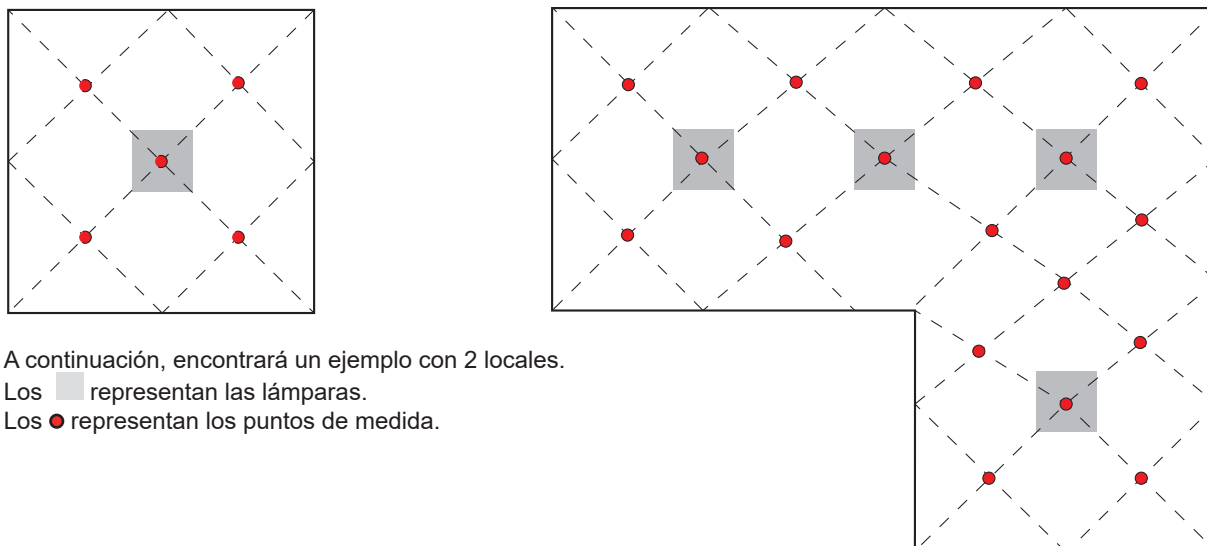 A continuación, encontrará un ejemplo con 2 locales.
Los representan las lámparas.
Los representan los puntos de medida.